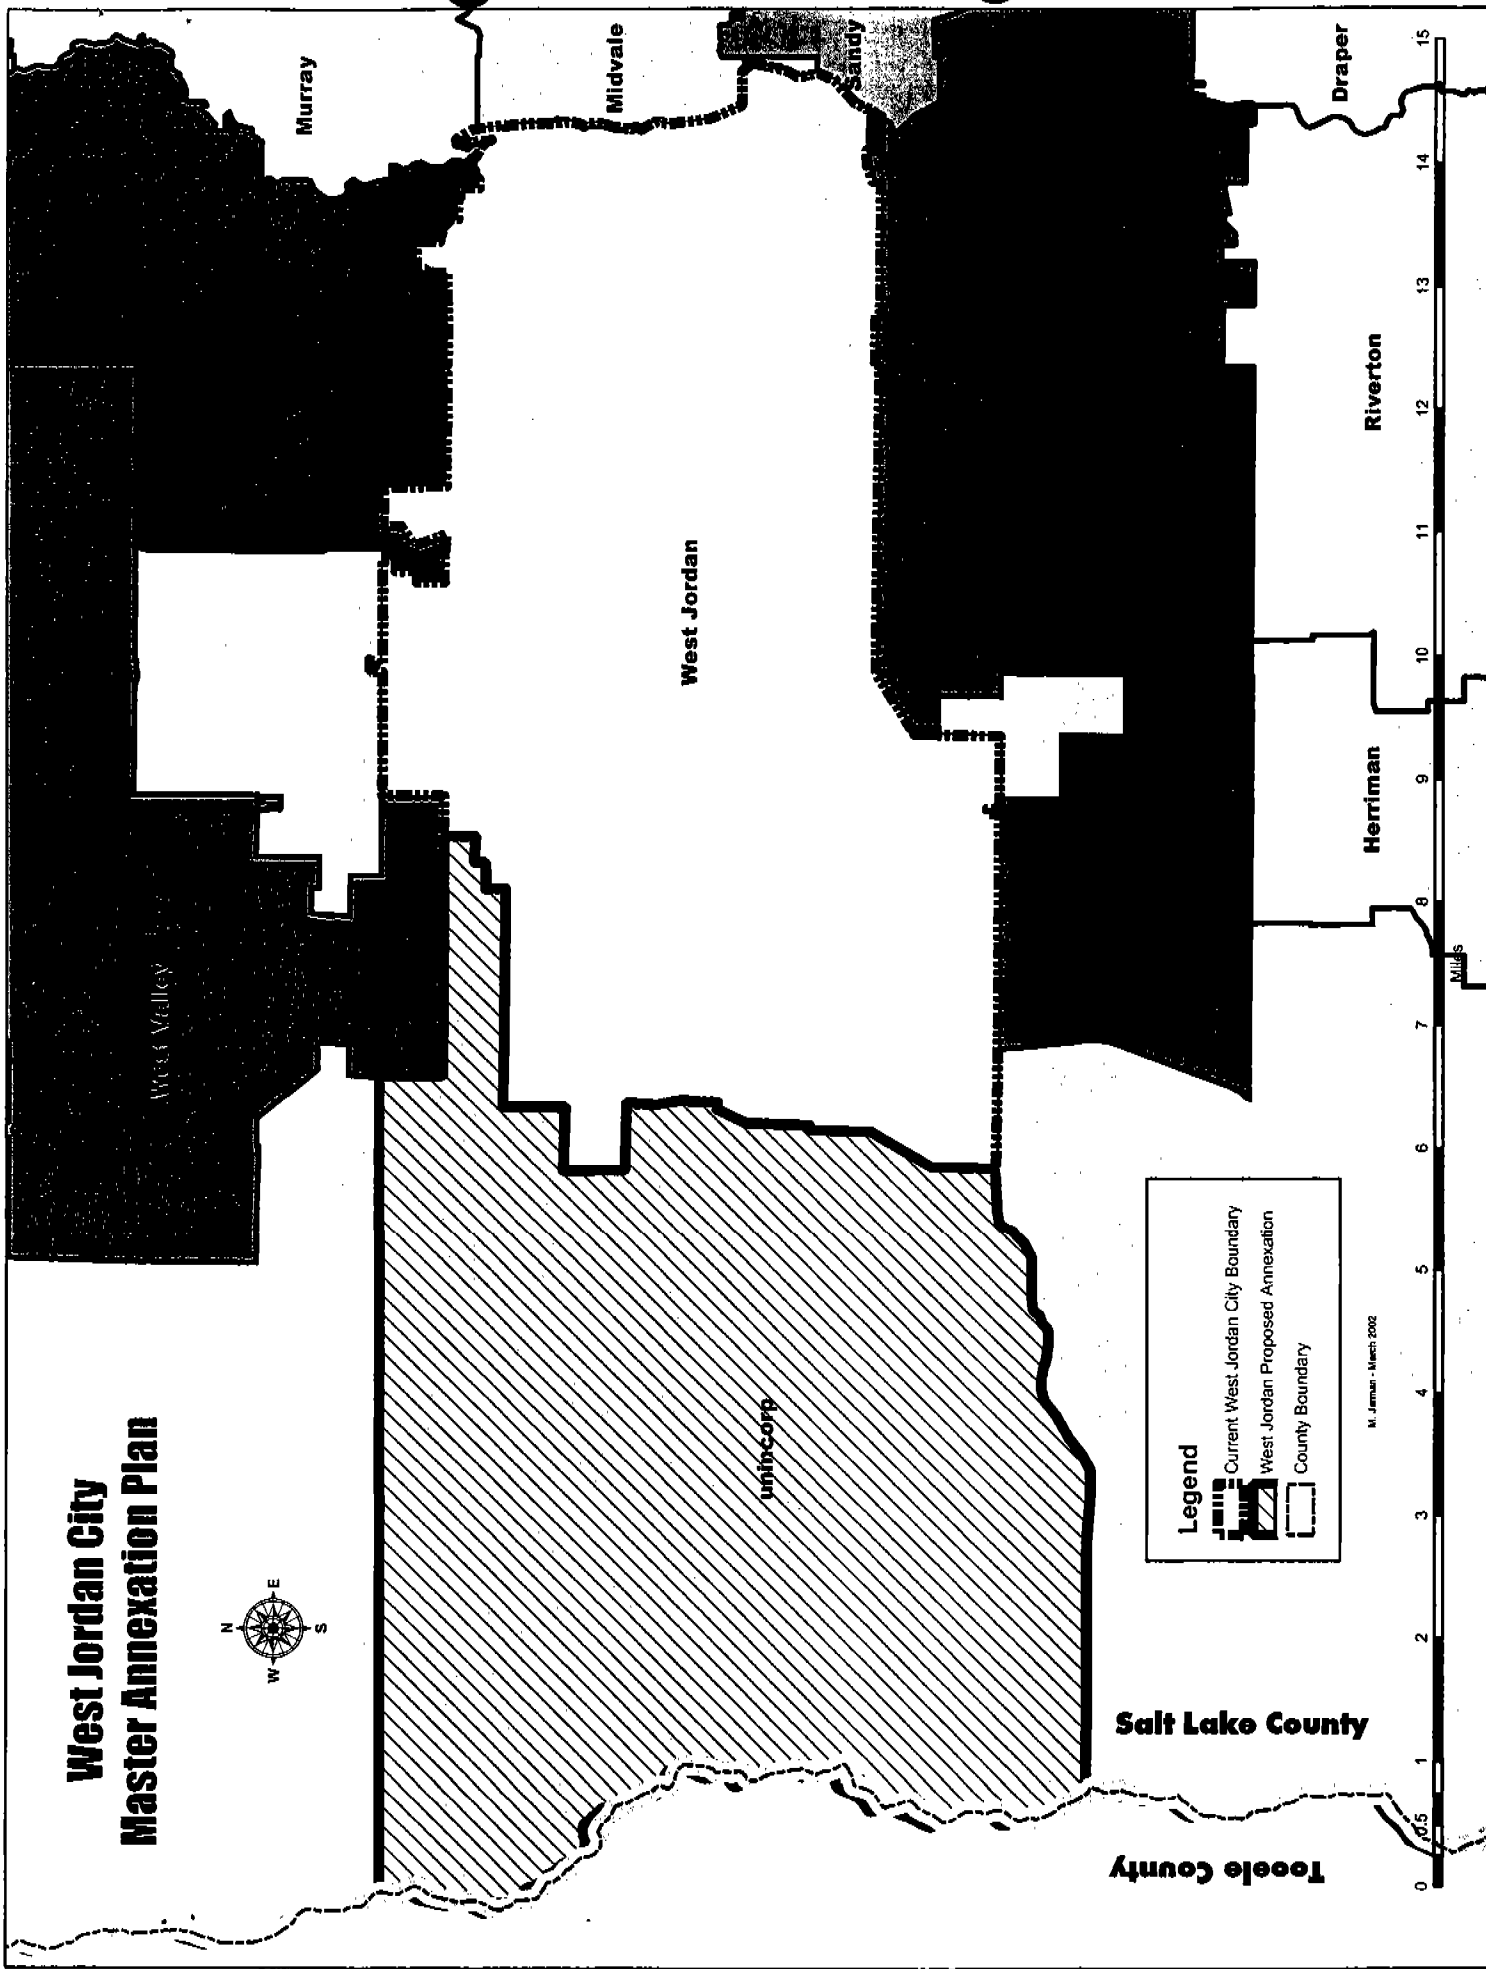 West Jordan City
Master Annexation Plan
N
W
E
S
West Valley
Murray
Midvale
Sandy
West Jordan
unincorp
Draper
Riverton
Herriman
Legend
Current West Jordan City Boundary
West Jordan Proposed Annexation
County Boundary
M. Jarman - March 2002
Salt Lake County
Tooele County
0 0.5 1 2 3 4 5 6 7 8 9 10 11 12 13 14 15
Miles